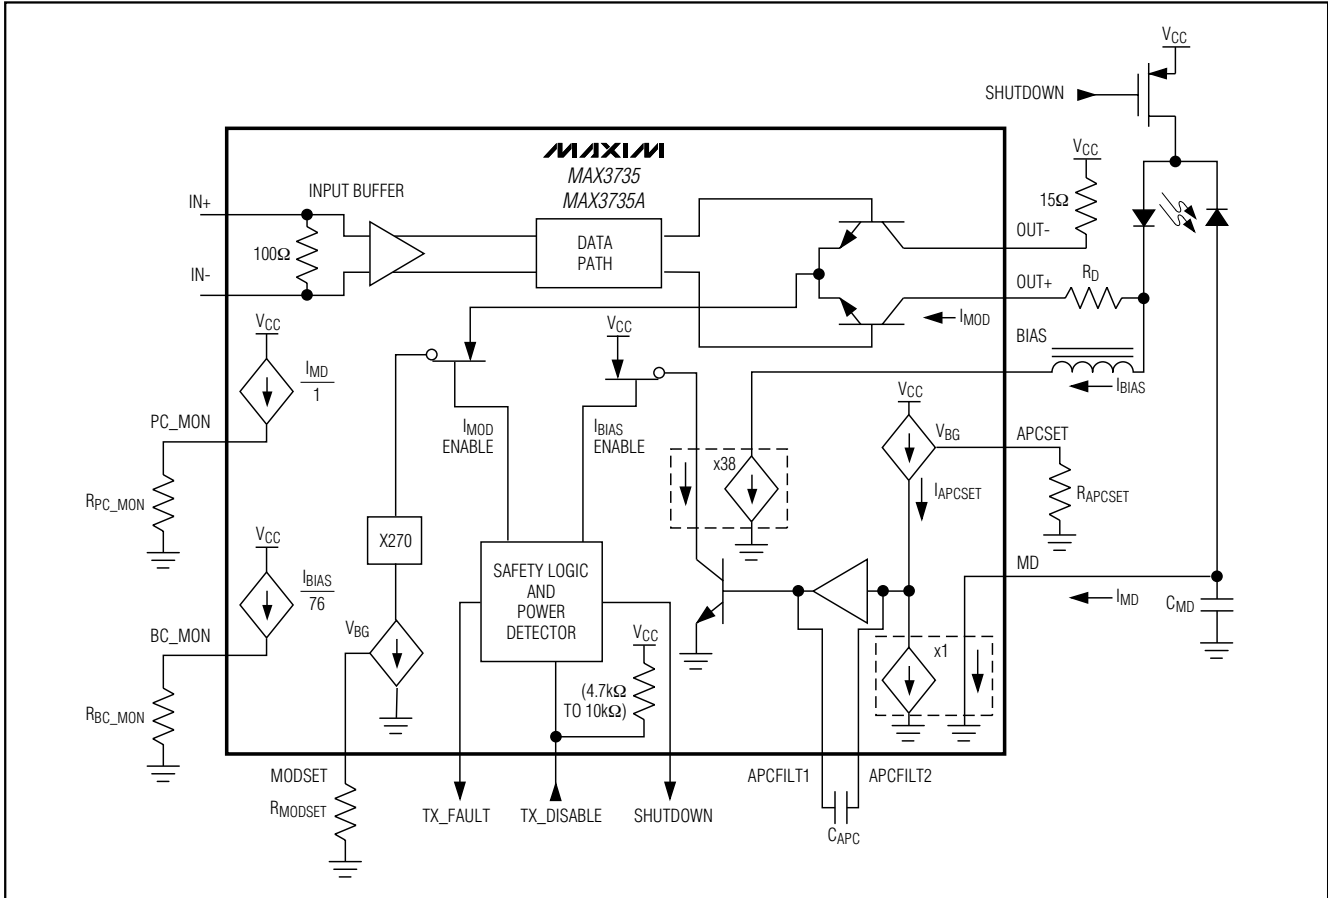 VCC
SHUTDOWN
MAXIM
MAX3735
MAX3735A
VCC
INPUT BUFFER
IN+
15Ω
OUT-
100Ω
DATA
PATH
IN-
RD
OUT+
IMOD
VCC
VCC
BIAS
IMD
1
IBIAS
VCC
PC_MON
IMOD
ENABLE
IBIAS
ENABLE
VBG
APCSET
x38
RPC_MON
IAPCSET
RAPCSET
X270
VCC
SAFETY LOGIC
AND
POWER
DETECTOR
MD
IBIAS
76
IMD
CMD
VBG
BC_MON
VCC
x1
(4.7kΩ
TO 10kΩ)
RBC_MON
MODSET
APCFILT1
APCFILT2
RMODSET
TX_FAULT
TX_DISABLE
SHUTDOWN
CAPC